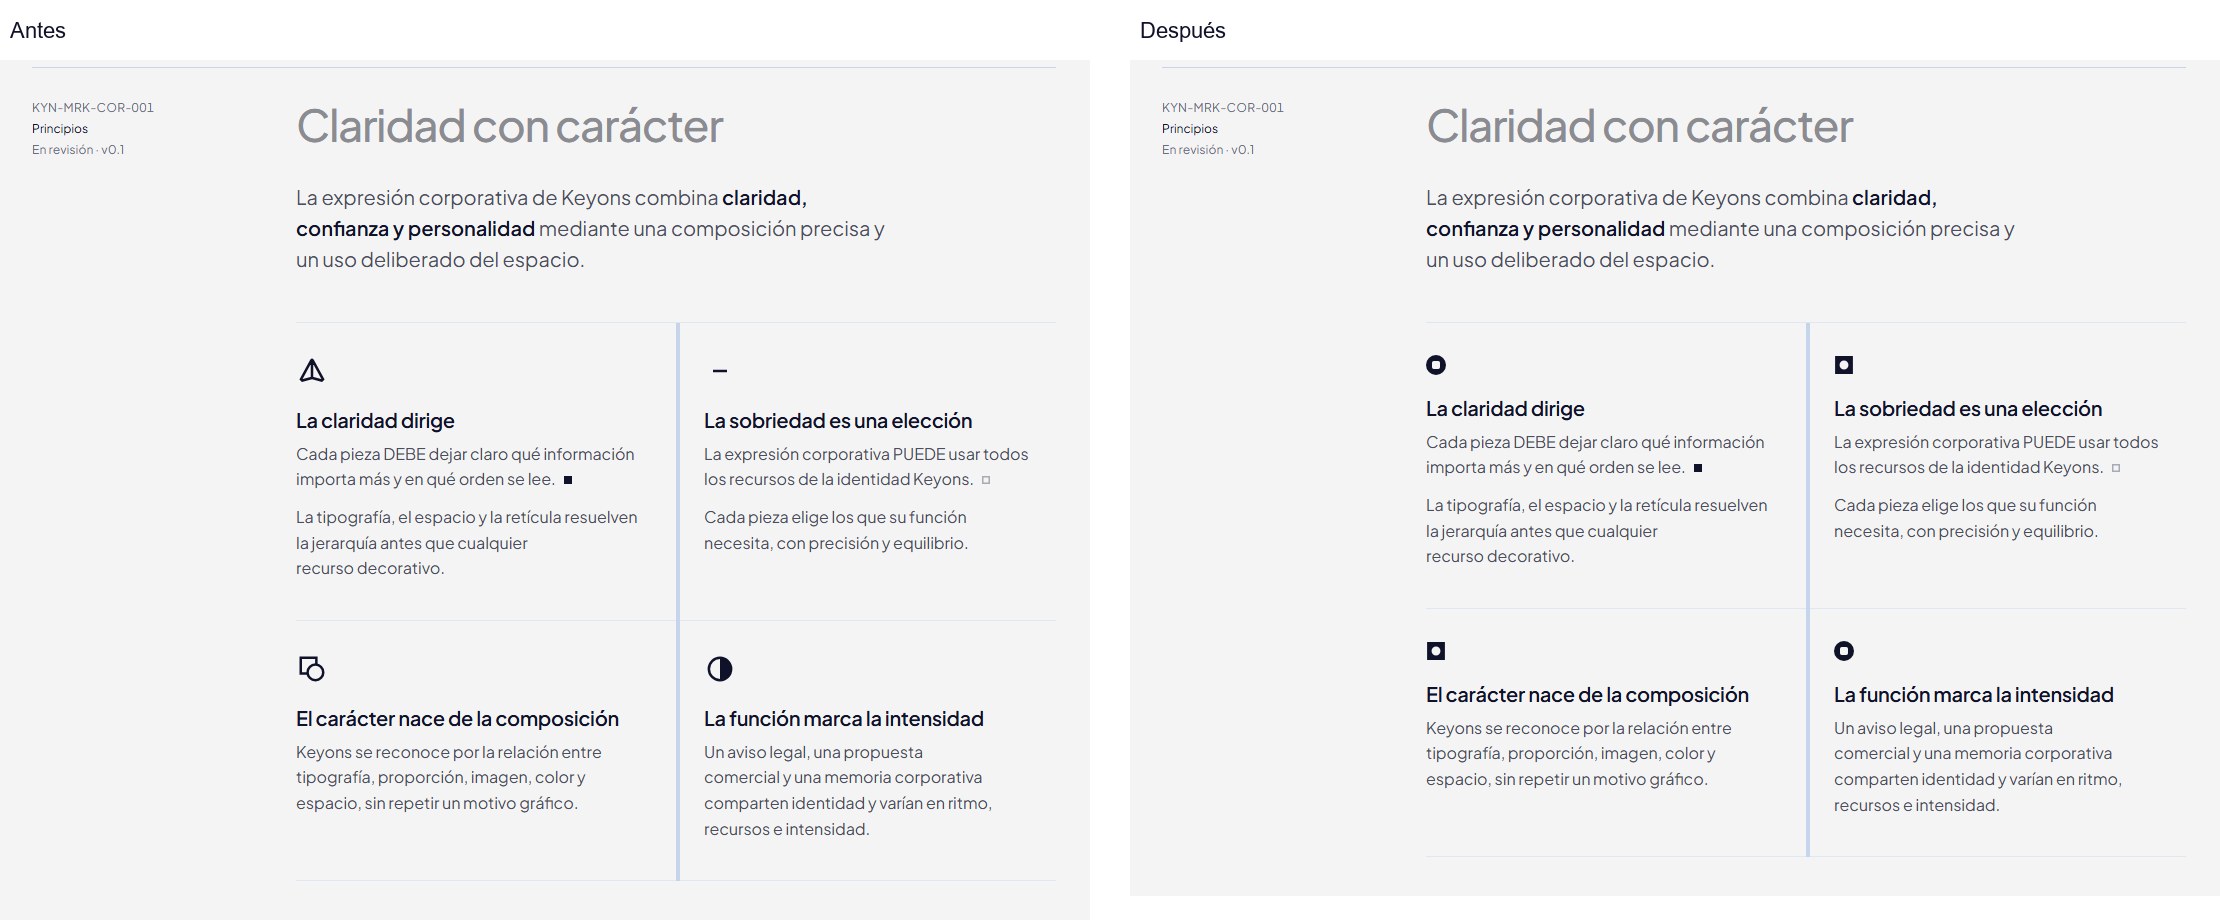 Antes
KYN-MRK-COR-001
Principios
En revisión · v0.1
Claridad con carácter
La expresión corporativa de Keyons combina claridad,
confianza y personalidad mediante una composición precisa y
un uso deliberado del espacio.
La claridad dirige
Cada pieza DEBE dejar claro qué información
importa más y en qué orden se lee.
La tipografía, el espacio y la retícula resuelven
la jerarquía antes que cualquier
recurso decorativo.
La sobriedad es una elección
La expresión corporativa PUEDE usar todos
los recursos de la identidad Keyons.
Cada pieza elige los que su función
necesita, con precisión y equilibrio.
El carácter nace de la composición
Keyons se reconoce por la relación entre
tipografía, proporción, imagen, color y
espacio, sin repetir un motivo gráfico.
La función marca la intensidad
Un aviso legal, una propuesta
comercial y una memoria corporativa
comparten identidad y varían en ritmo,
recursos e intensidad.
Después
KYN-MRK-COR-001
Principios
En revisión · v0.1
Claridad con carácter
La expresión corporativa de Keyons combina claridad,
confianza y personalidad mediante una composición precisa y
un uso deliberado del espacio.
La claridad dirige
Cada pieza DEBE dejar claro qué información
importa más y en qué orden se lee.
La tipografía, el espacio y la retícula resuelven
la jerarquía antes que cualquier
recurso decorativo.
La sobriedad es una elección
La expresión corporativa PUEDE usar todos
los recursos de la identidad Keyons.
Cada pieza elige los que su función
necesita, con precisión y equilibrio.
El carácter nace de la composición
Keyons se reconoce por la relación entre
tipografía, proporción, imagen, color y
espacio, sin repetir un motivo gráfico.
La función marca la intensidad
Un aviso legal, una propuesta
comercial y una memoria corporativa
comparten identidad y varían en ritmo,
recursos e intensidad.